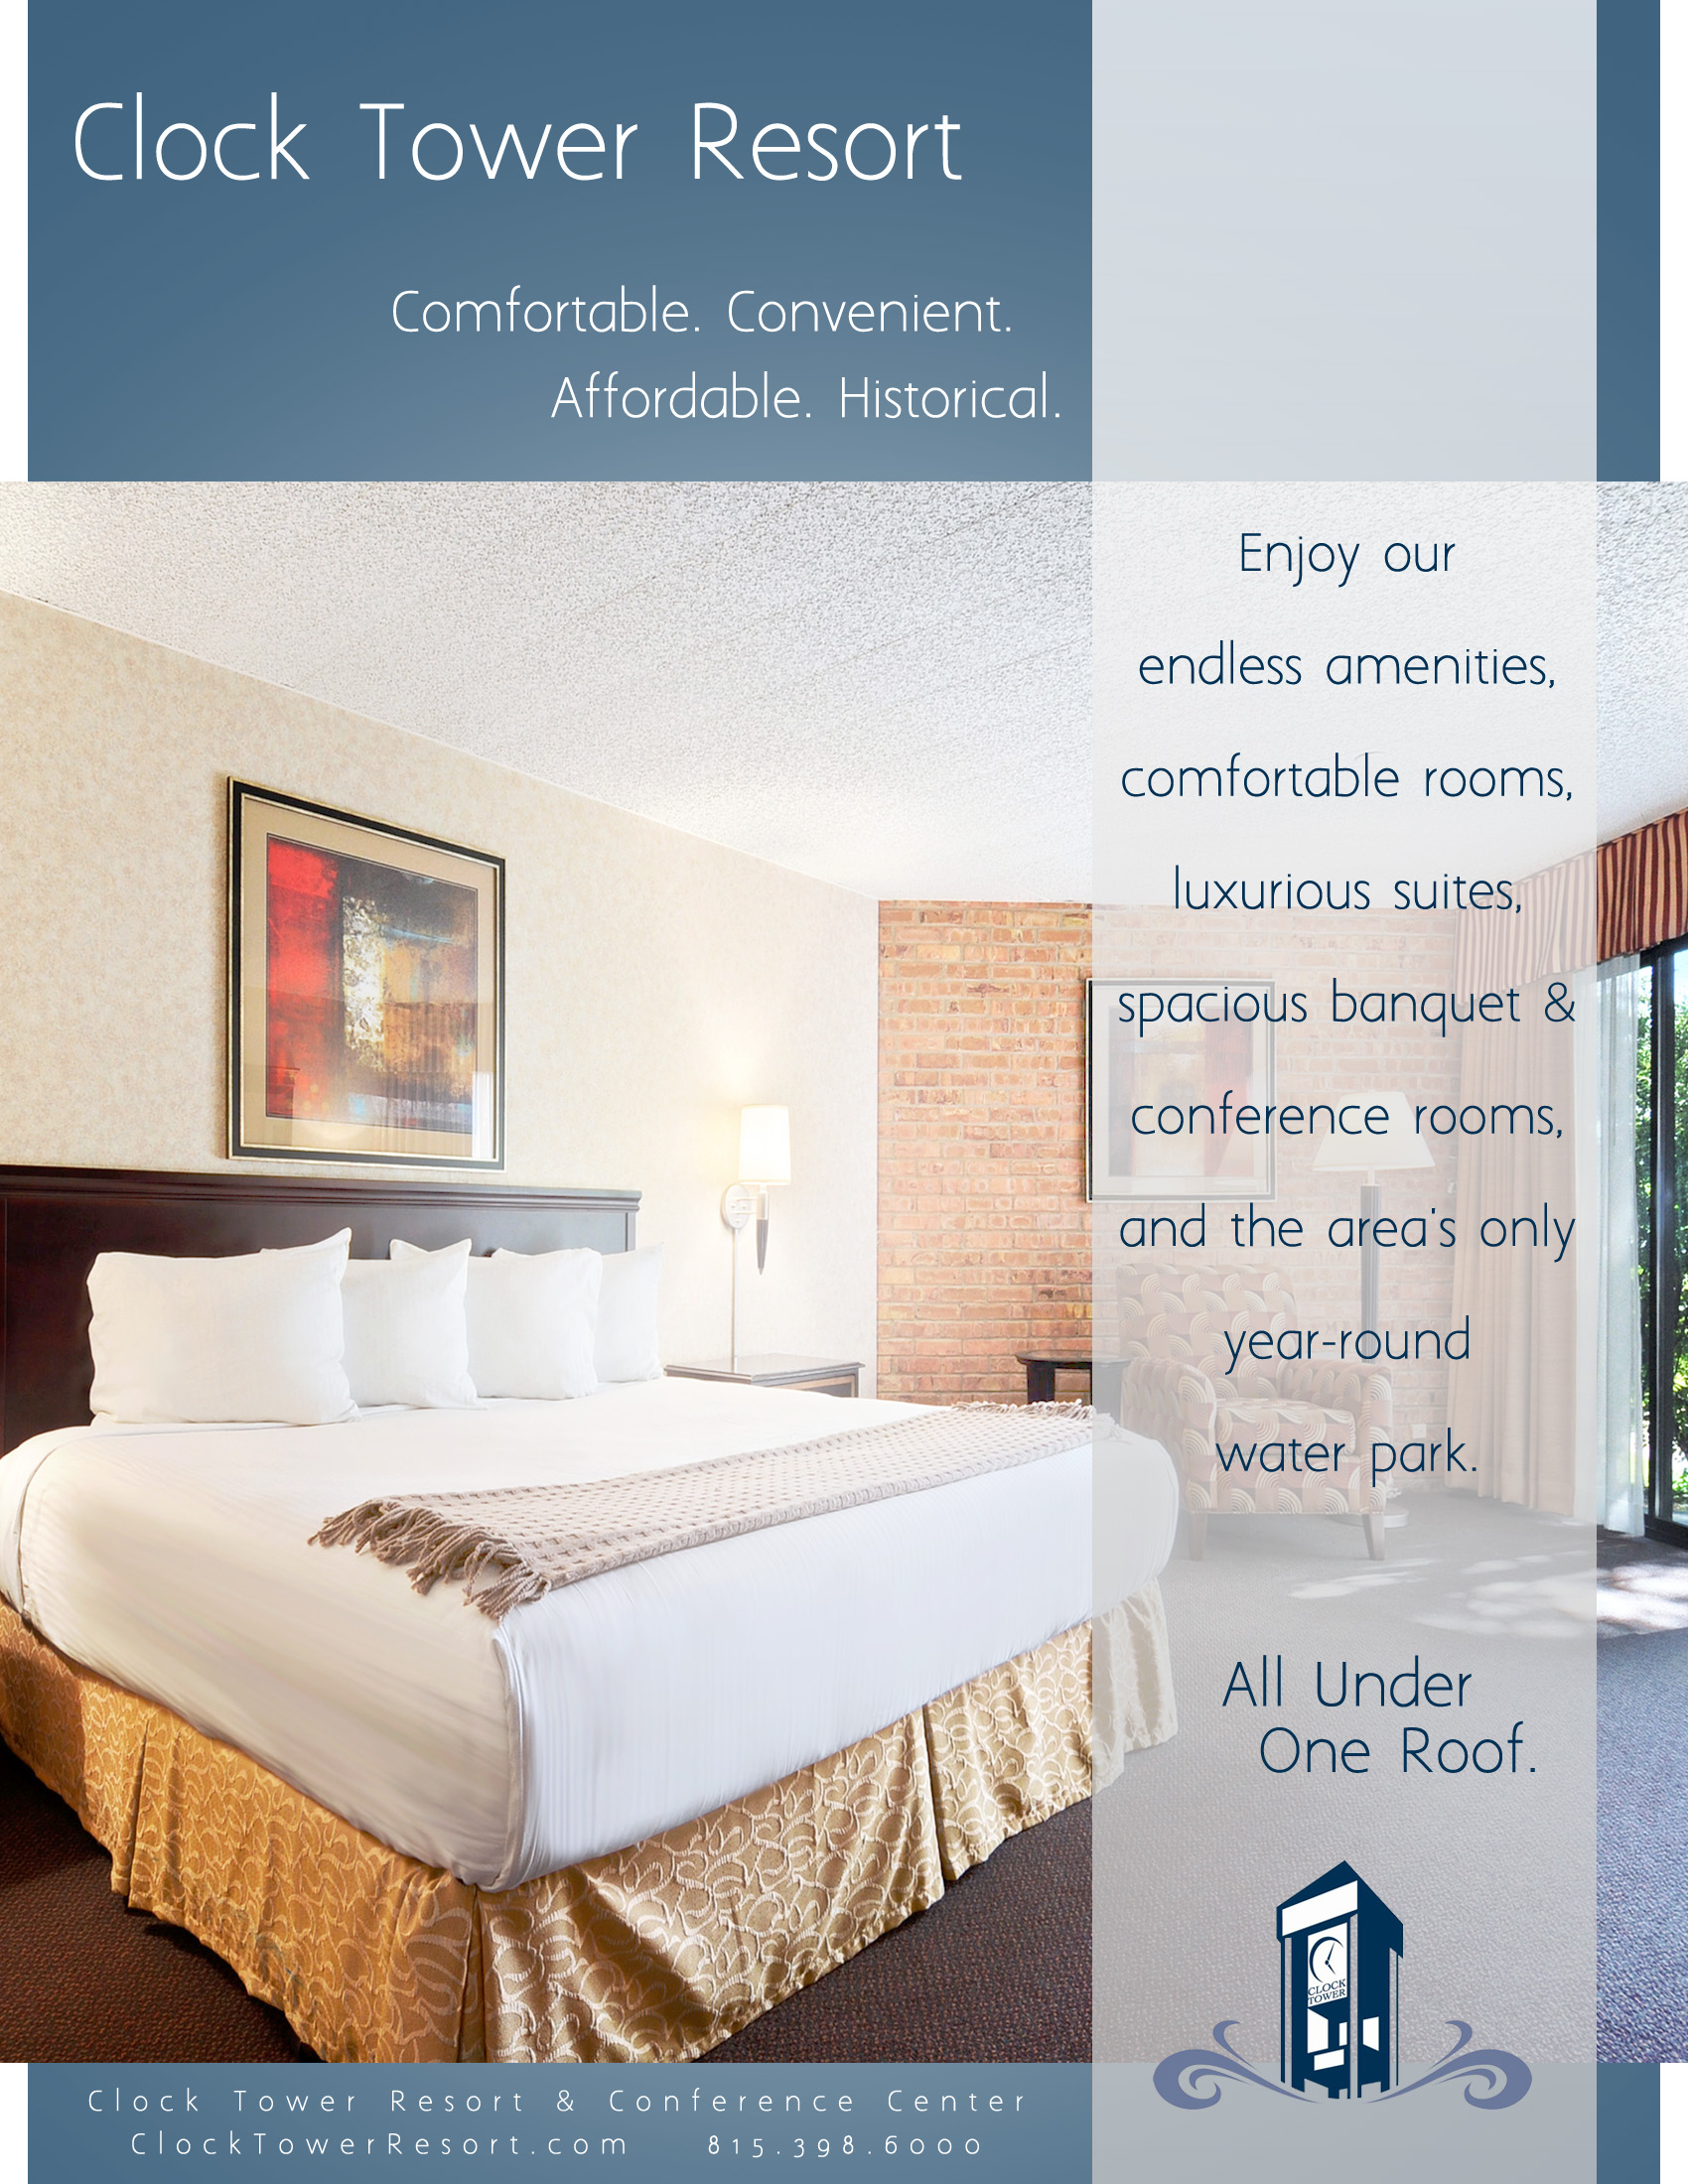 Clock Tower Resort
Comfortable. Convenient.
Affordable. Historical.
Enjoy our
endless amenities,
comfortable rooms,
luxurious suites,
spacious banquet &
conference rooms,
and the area's only
year-round
water park.
All Under
One Roof.
CLOCK
TOWER
Clock Tower Resort & Conference Center
ClockTowerResort.com 815.398.6000